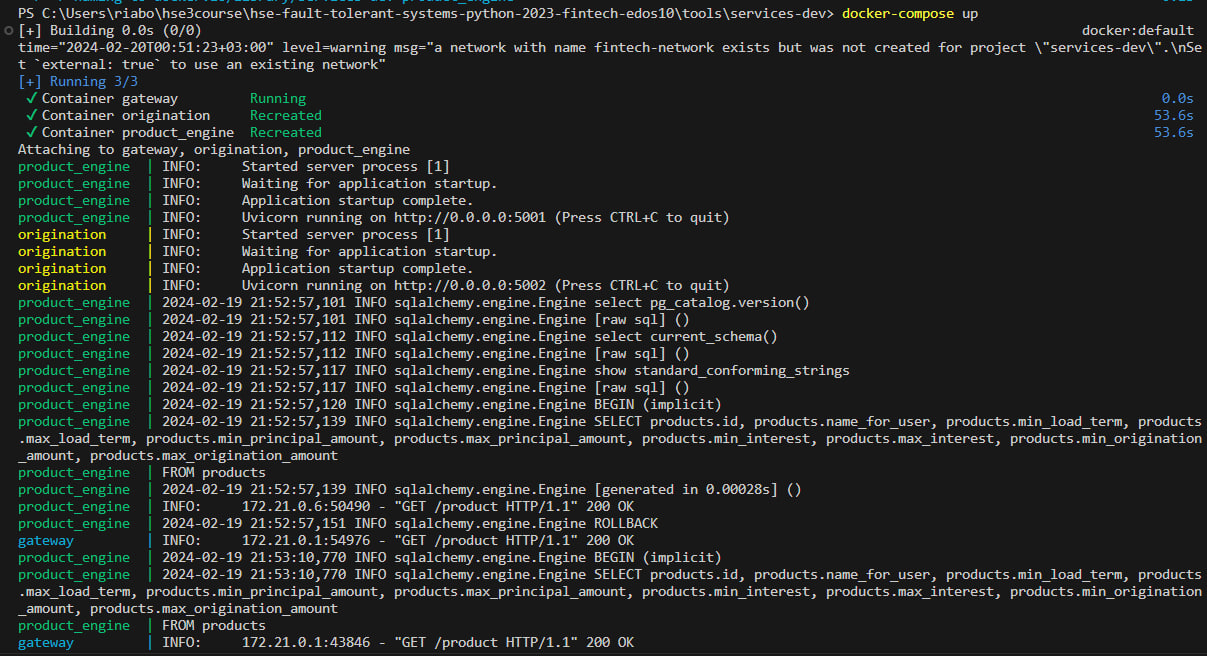 PS C:\Users\riabo\hse3course\hse-fault-tolerant-systems-python-2023-fintech-edos10\tools\services-dev> docker-compose up
[+] Building 0.0s (0/0) docker:default
time="2024-02-20T00:51:23+03:00" level=warning msg="a network with name fintech-network exists but was not created for project \"services-dev\".\nSe
t `external: true` to use an existing network"
[+] Running 3/3
✓ Container gateway Running 0.0s
✓ Container origination Recreated 53.6s
✓ Container product_engine Recreated 53.6s
Attaching to gateway, origination, product_engine
product_engine | INFO: Started server process [1]
product_engine | INFO: Waiting for application startup.
product_engine | INFO: Application startup complete.
product_engine | INFO: Uvicorn running on http://0.0.0.0:5001 (Press CTRL+C to quit)
origination | INFO: Started server process [1]
origination | INFO: Waiting for application startup.
origination | INFO: Application startup complete.
origination | INFO: Uvicorn running on http://0.0.0.0:5002 (Press CTRL+C to quit)
product_engine | 2024-02-19 21:52:57,101 INFO sqlalchemy.engine.Engine select pg_catalog.version()
product_engine | 2024-02-19 21:52:57,101 INFO sqlalchemy.engine.Engine [raw sql] ()
product_engine | 2024-02-19 21:52:57,112 INFO sqlalchemy.engine.Engine select current_schema()
product_engine | 2024-02-19 21:52:57,112 INFO sqlalchemy.engine.Engine [raw sql] ()
product_engine | 2024-02-19 21:52:57,117 INFO sqlalchemy.engine.Engine show standard_conforming_strings
product_engine | 2024-02-19 21:52:57,117 INFO sqlalchemy.engine.Engine [raw sql] ()
product_engine | 2024-02-19 21:52:57,120 INFO sqlalchemy.engine.Engine BEGIN (implicit)
product_engine | 2024-02-19 21:52:57,139 INFO sqlalchemy.engine.Engine SELECT products.id, products.name_for_user, products.min_load_term, products
.max_load_term, products.min_principal_amount, products.max_principal_amount, products.min_interest, products.max_interest, products.min_origination
_amount, products.max_origination_amount
product_engine | FROM products
product_engine | 2024-02-19 21:52:57,139 INFO sqlalchemy.engine.Engine [generated in 0.00028s] ()
product_engine | INFO: 172.21.0.6:50490 - "GET /product HTTP/1.1" 200 OK
product_engine | 2024-02-19 21:52:57,151 INFO sqlalchemy.engine.Engine ROLLBACK
gateway | INFO: 172.21.0.1:54976 - "GET /product HTTP/1.1" 200 OK
product_engine | 2024-02-19 21:53:10,770 INFO sqlalchemy.engine.Engine BEGIN (implicit)
product_engine | 2024-02-19 21:53:10,770 INFO sqlalchemy.engine.Engine SELECT products.id, products.name_for_user, products.min_load_term, products
.max_load_term, products.min_principal_amount, products.max_principal_amount, products.min_interest, products.max_interest, products.min_origination
_amount, products.max_origination_amount
product_engine | FROM products
gateway | INFO: 172.21.0.1:43846 - "GET /product HTTP/1.1" 200 OK